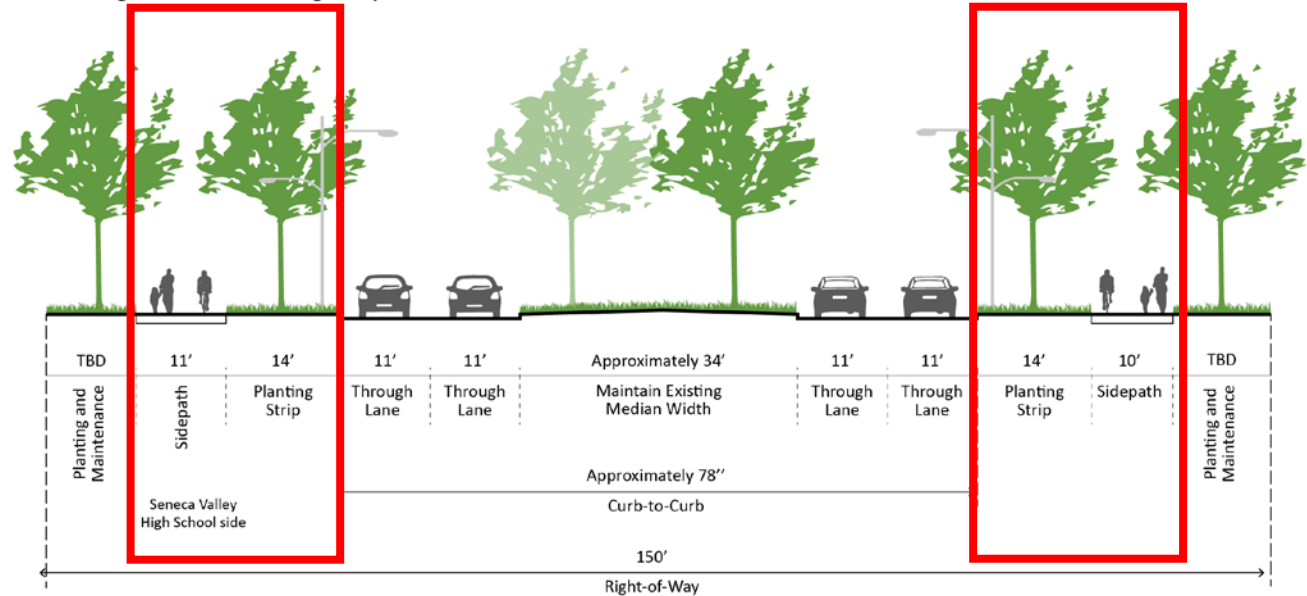 TBD
11’
14’
11’
11’
Approximately 34’
11’
11’
14’
10’
TBD
Planting and
Maintenance
Sidepath
Planting
Strip
Through
Lane
Through
Lane
Maintain Existing
Median Width
Through
Lane
Through
Lane
Planting
Strip
Sidepath
Planting and
Maintenance
Approximately 78’’
Curb-to-Curb
Seneca Valley
High School side
150’
Right-of-Way